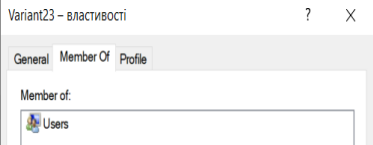 Variant23 – властивості ? X
General Member Of Profile
Member of:
Users